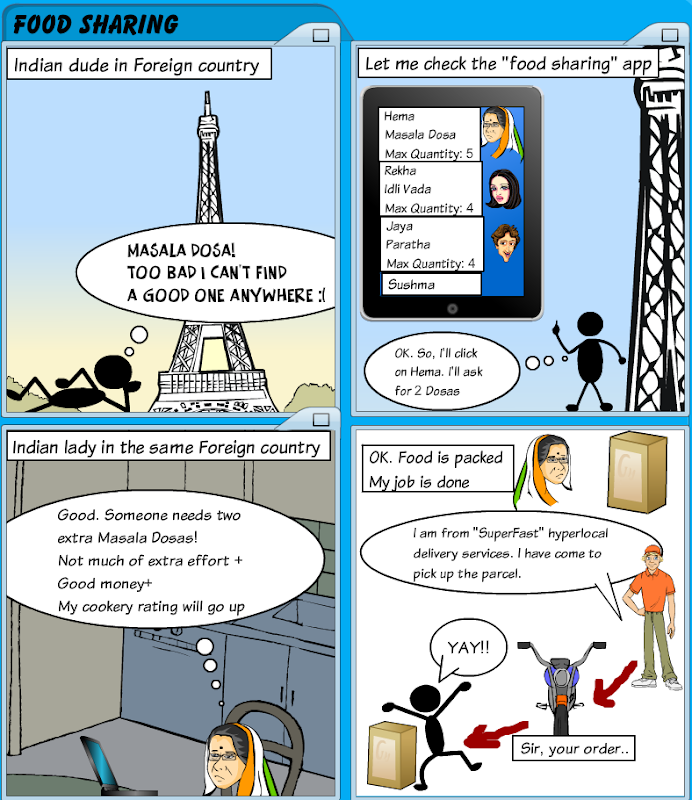 FOOD SHARING
Indian dude in Foreign country
MASALA DOSA!
TOO BAD I CAN'T FIND
A GOOD ONE ANYWHERE :(
Let me check the "food sharing" app
Hema
Masala Dosa
Max Quantity: 5
Rekha
Idli Vada
Max Quantity: 4
Jaya
Paratha
Max Quantity: 4
Sushma
OK. So, I'll click
on Hema. I'll ask
for 2 Dosas
Indian lady in the same Foreign country
Good. Someone needs two
extra Masala Dosas!
Not much of extra effort +
Good money+
My cookery rating will go up
OK. Food is packed
My job is done
I am from "SuperFast" hyperlocal
delivery services. I have come to
pick up the parcel.
YAY!!
Sir, your order..